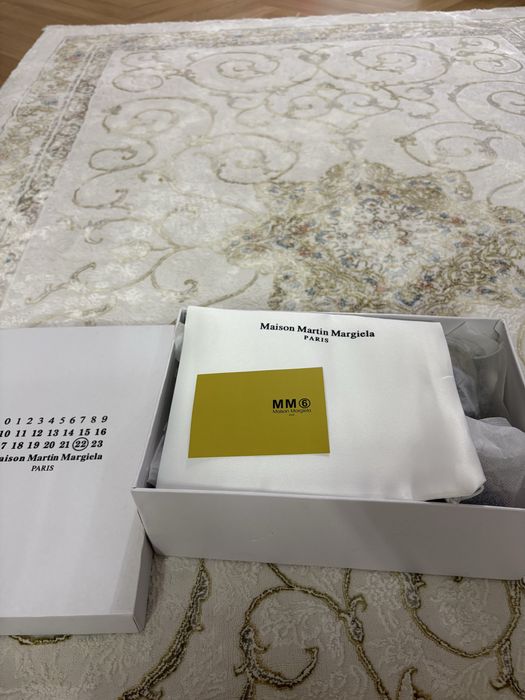 Maison Martin Margiela
PARIS
MM⑥
Maison Margiela
0 1 2 3 4 5 6 7 8 9
10 11 12 13 14 15 16
17 18 19 20 21 ㉒ 23
Maison Martin Margiela
PARIS